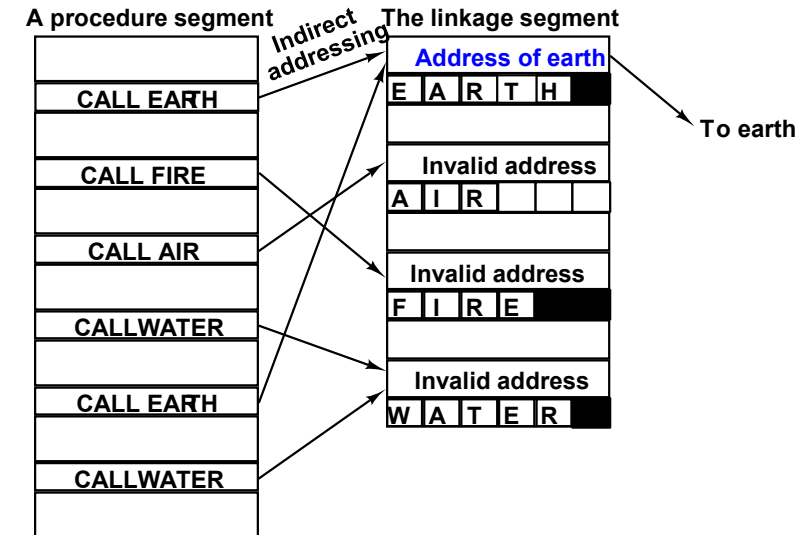 A procedure segment
CALL EARTH
CALL FIRE
CALL AIR
CALLWATER
CALL EARTH
CALLWATER
Indirect
addressing
The linkage segment
Address of earth
E A R T H
Invalid address
A I R
Invalid address
F I R E
Invalid address
W A T E R
To earth